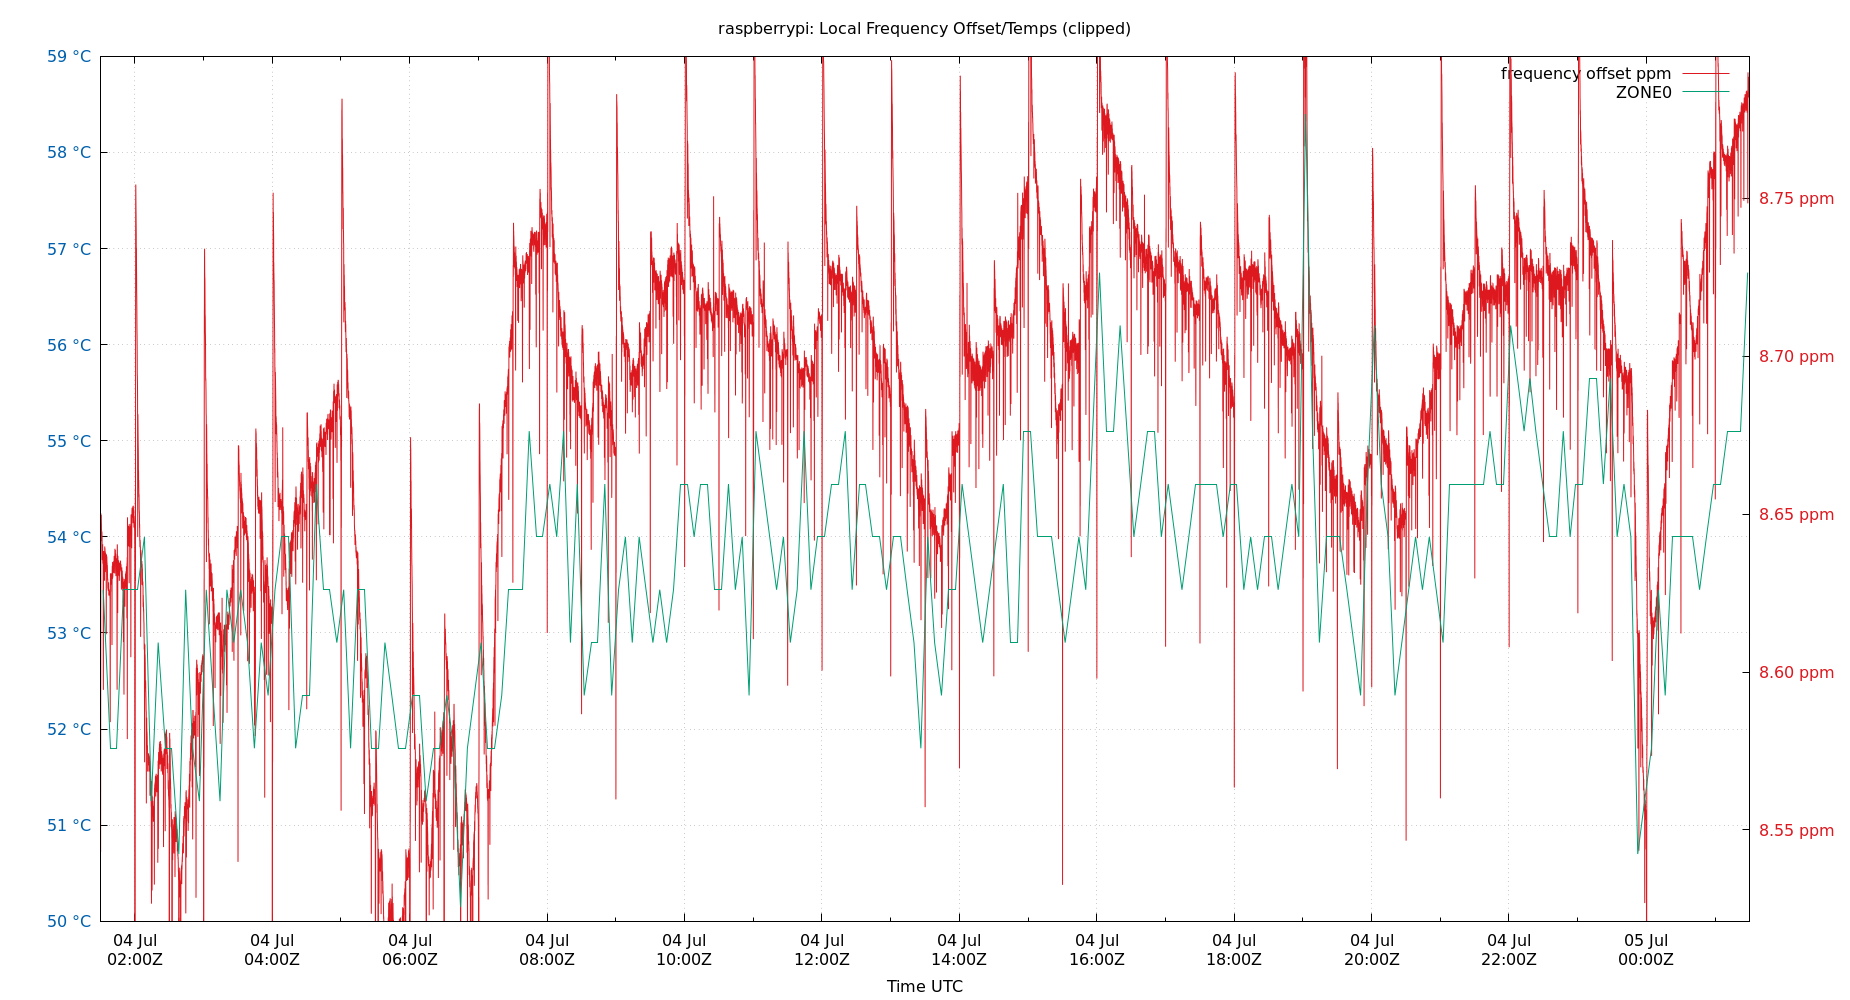 raspberrypi: Local Frequency Offset/Temps (clipped)
59 °C
58 °C
57 °C
56 °C
55 °C
54 °C
53 °C
52 °C
51 °C
50 °C
frequency offset ppm
ZONE0
8.75 ppm
8.70 ppm
8.65 ppm
8.60 ppm
8.55 ppm
04 Jul
02:00Z
04 Jul
04:00Z
04 Jul
06:00Z
04 Jul
08:00Z
04 Jul
10:00Z
04 Jul
12:00Z
04 Jul
14:00Z
04 Jul
16:00Z
04 Jul
18:00Z
04 Jul
20:00Z
04 Jul
22:00Z
05 Jul
00:00Z
Time UTC